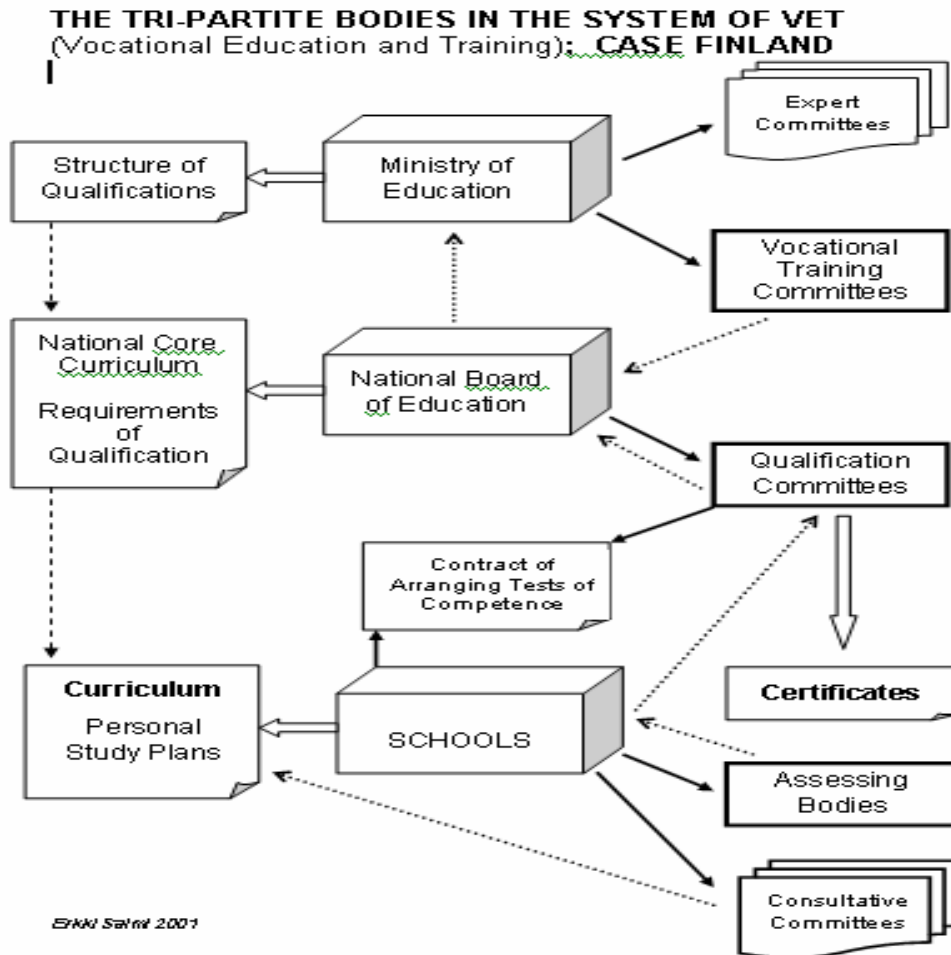 THE TRI-PARTITE BODIES IN THE SYSTEM OF VET
(Vocational Education and Training): CASE FINLAND
Expert
Committees
Structure of
Qualifications
Ministry of
Education
Vocational
Training
Committees
National Core
Curriculum
Requirements
of
Qualification
National Board
of Education
Qualification
Committees
Contract of
Arranging Tests of
Competence
Curriculum
Personal
Study Plans
SCHOOLS
Certificates
Assessing
Bodies
Consultative
Committees
Erkki 2001